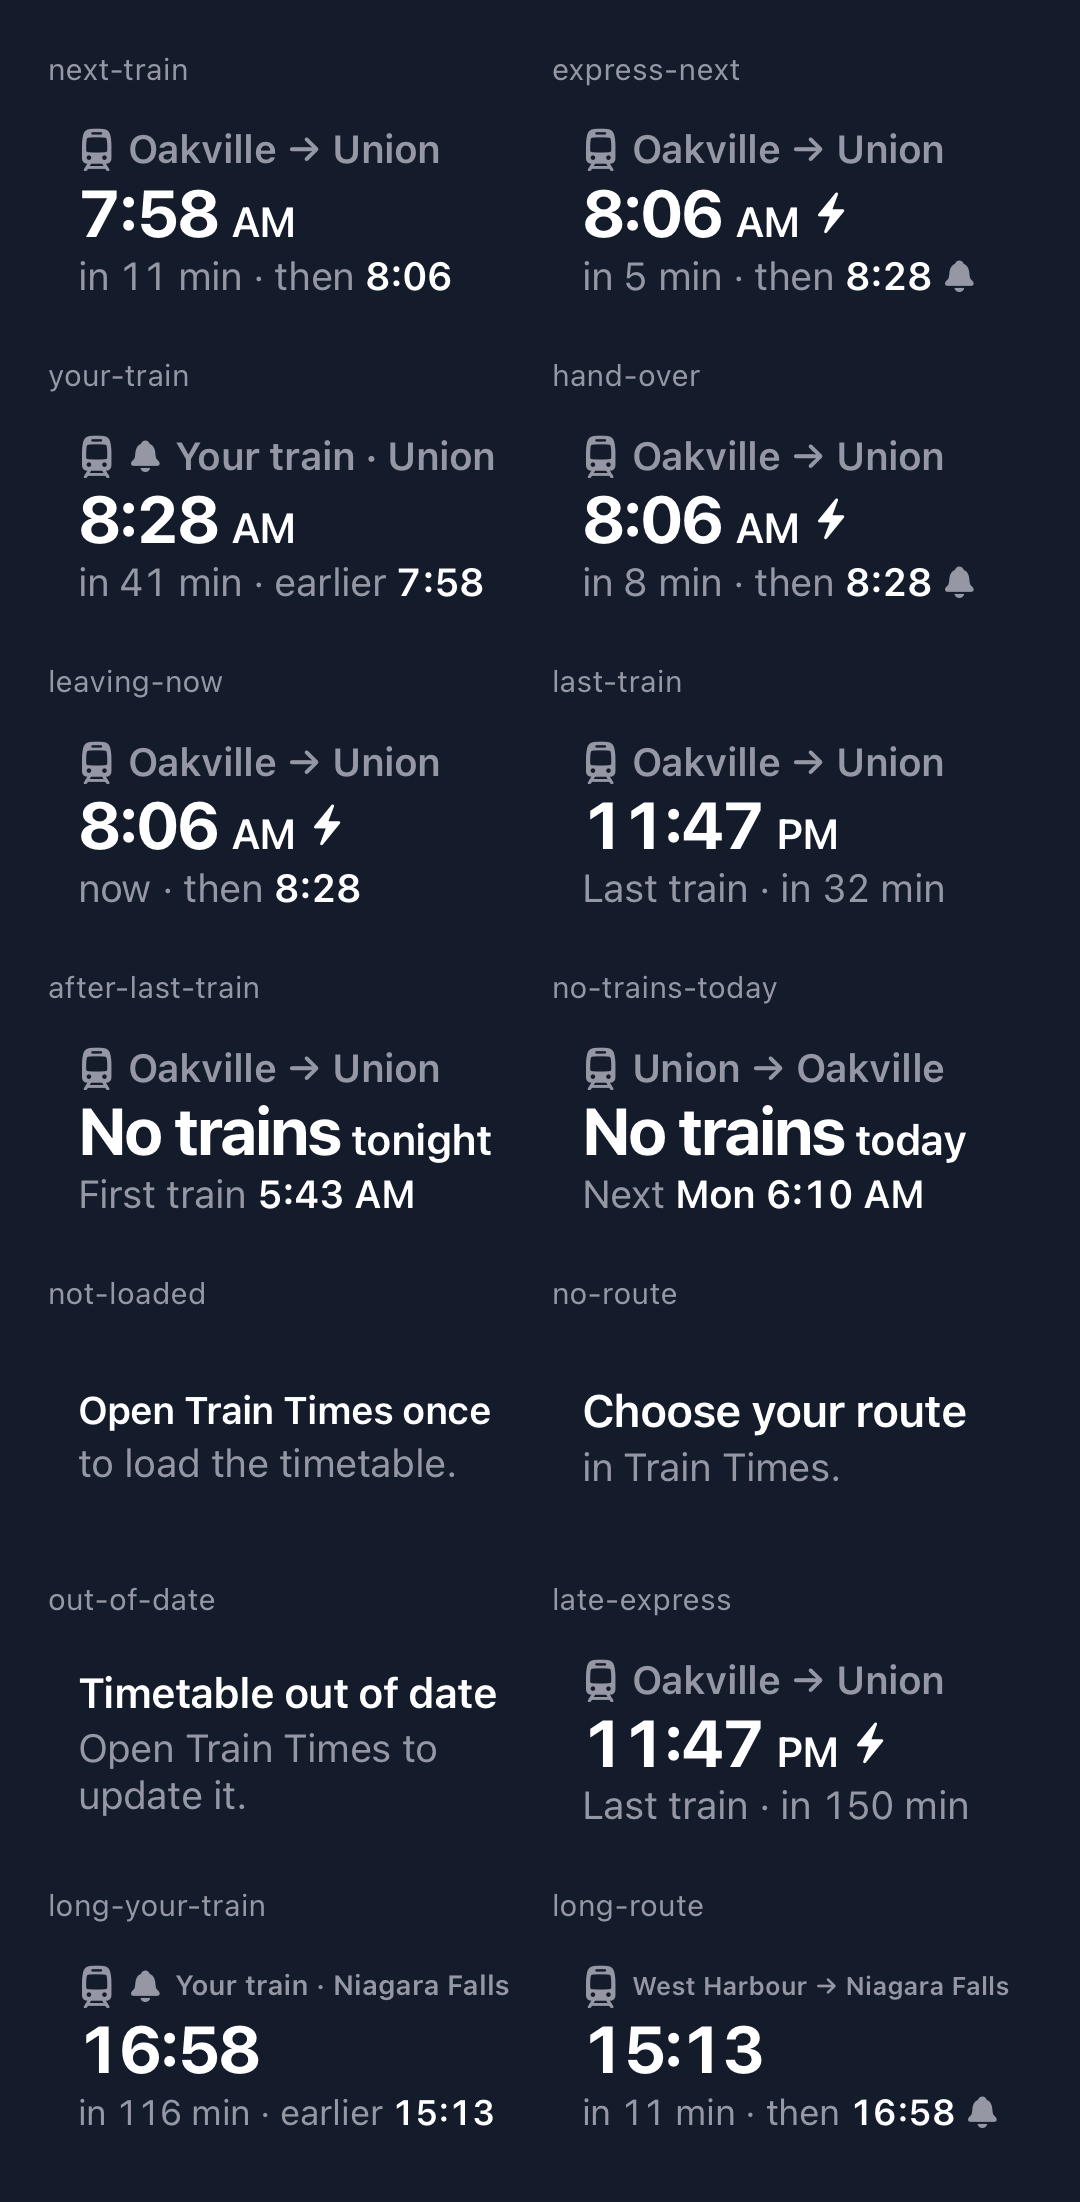 next-train
Oakville → Union
7:58 AM
in 11 min · then 8:06
express-next
Oakville → Union
8:06 AM
in 5 min · then 8:28
your-train
Your train · Union
8:28 AM
in 41 min · earlier 7:58
hand-over
Oakville → Union
8:06 AM
in 8 min · then 8:28
leaving-now
Oakville → Union
8:06 AM
now · then 8:28
last-train
Oakville → Union
11:47 PM
Last train · in 32 min
after-last-train
Oakville → Union
No trains tonight
First train 5:43 AM
no-trains-today
Union → Oakville
No trains today
Next Mon 6:10 AM
not-loaded
Open Train Times once
to load the timetable.
no-route
Choose your route
in Train Times.
out-of-date
Timetable out of date
Open Train Times to
update it.
late-express
Oakville → Union
11:47 PM
Last train · in 150 min
long-your-train
Your train · Niagara Falls
16:58
in 116 min · earlier 15:13
long-route
West Harbour → Niagara Falls
15:13
in 11 min · then 16:58